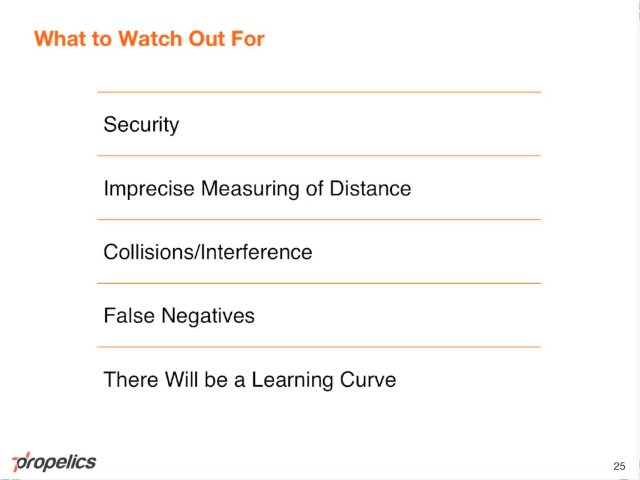 What to Watch Out For
Security
Imprecise Measuring of Distance
Collisions/Interference
False Negatives
There Will be a Learning Curve
propelics
25